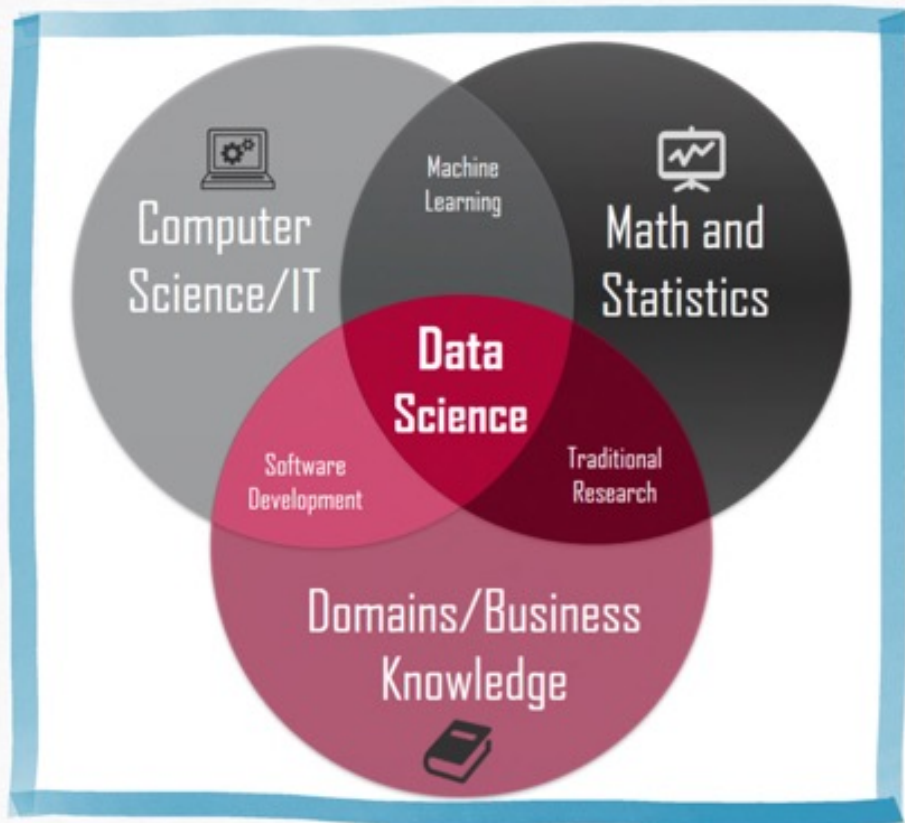 Machine
Learning
Computer
Science/IT
Math and
Statistics
Data
Science
Software
Development
Traditional
Research
Domains/Business
Knowledge